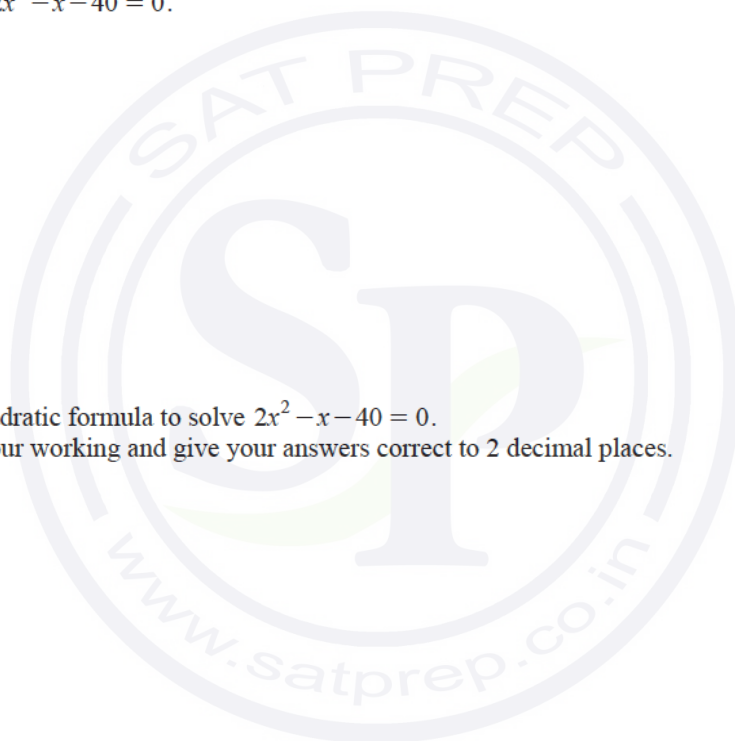 x² – x – 40 = 0.
SAT PREP
SP
dratic formula to solve 2x² – x – 40 = 0.
ur working and give your answers correct to 2 decimal places.
www.satprep.co.in